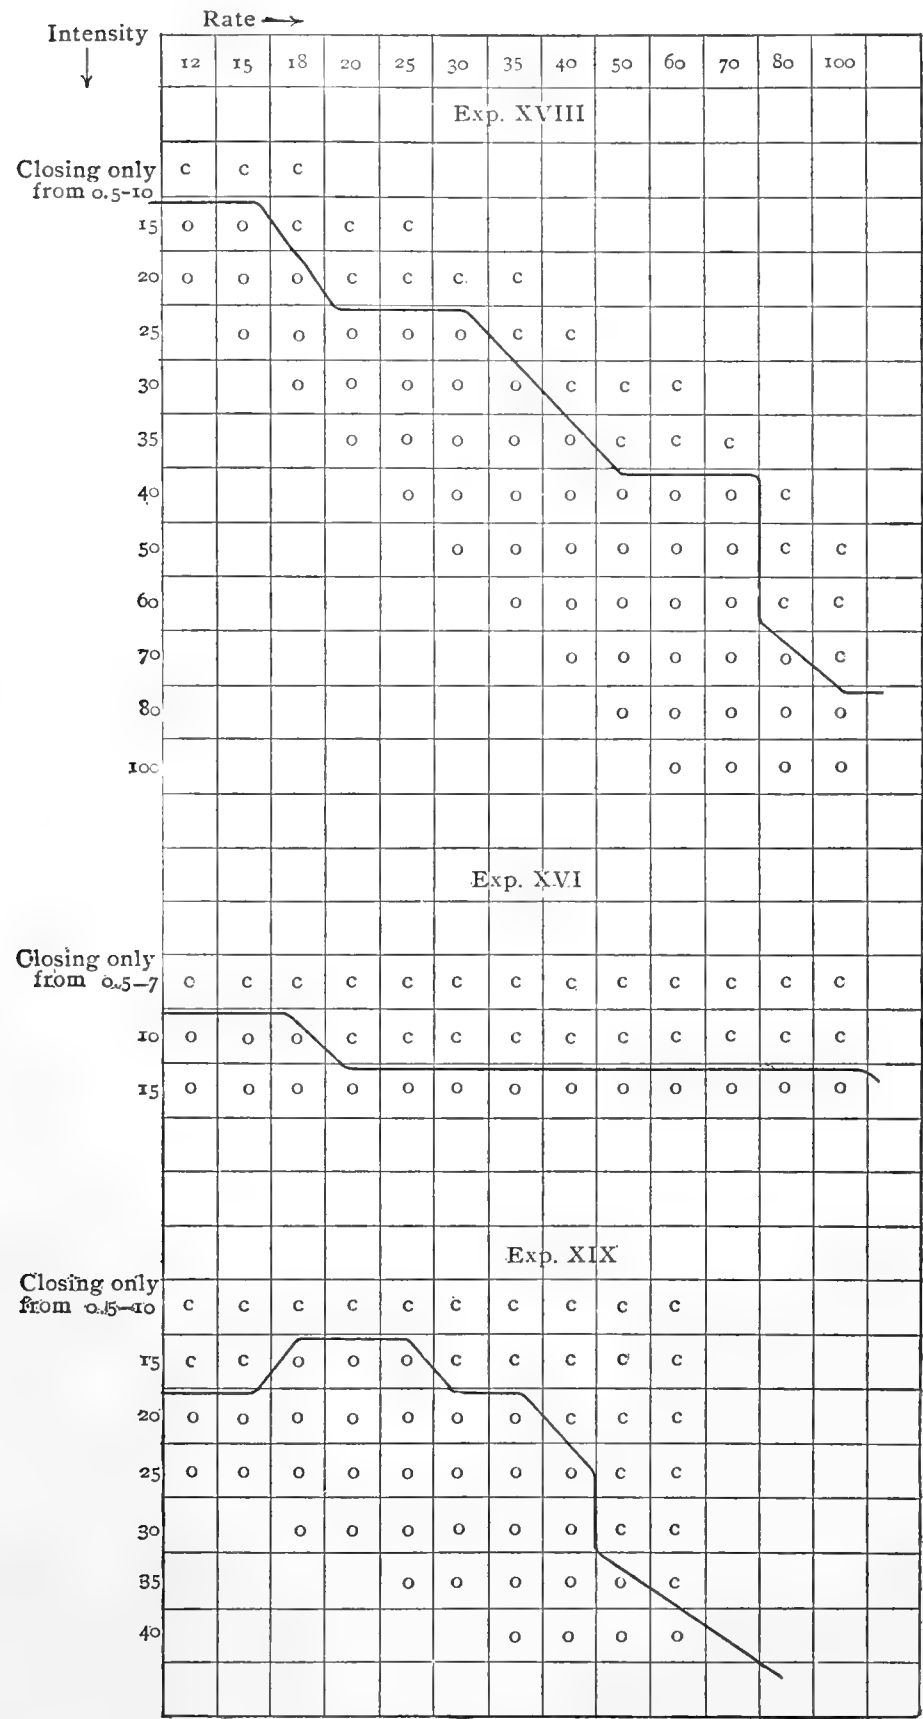 Rate →
Intensity
↓
12 15 18 20 25 30 35 40 50 60 70 80 100
Exp. XVIII
Closing only
from 0.5-10 c c c
15 o o c c c
20 o o o c c c c
25 o o o o o c c
30 o o o o o c c c
35 o o o o o c c c
40 o o o o o o o c
50 o o o o o o c c
60 o o o o o c c
70 o o o o o c
80 o o o o o
100 o o o o
Exp. XVI
Closing only
from 0.5–7 c c c c c c c c c c c c c
10 o o o c c c c c c c c c c
15 o o o o o o o o o o o o o
Exp. XIX
Closing only
from 0.5–10 c c c c c c c c c c
15 c c o o o c c c c c
20 o o o o o o o c c c
25 o o o o o o o o c c
30 o o o o o o c c
35 o o o o o c
40 o o o o